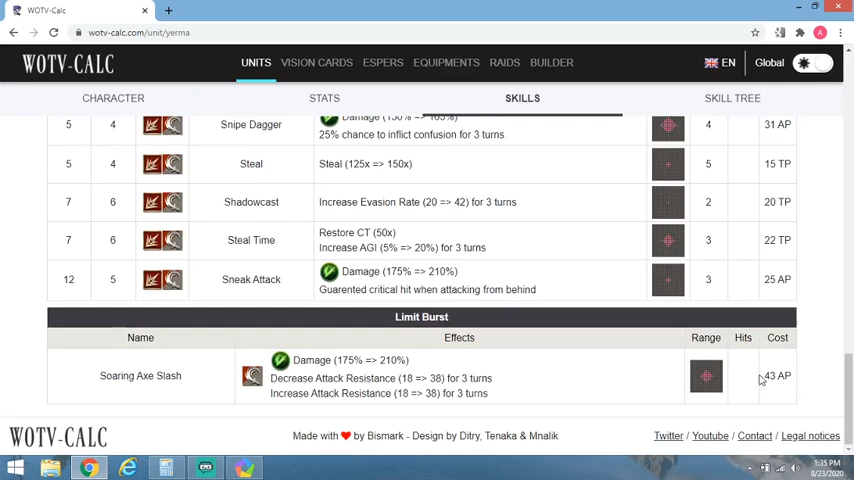 WOTV-Calc
wotv-calc.com/unit/yerma
A
WOTV-CALC
UNITS
VISION CARDS
ESPERS
EQUIPMENTS
RAIDS
BUILDER
EN
Global
CHARACTER
STATS
SKILLS
SKILL TREE
5 4 Snipe Dagger Damage (150% => 165%) 4 31 AP
25% chance to inflict confusion for 3 turns
5 4 Steal Steal (125x => 150x) 5 15 TP
7 6 Shadowcast Increase Evasion Rate (20 => 42) for 3 turns 2 20 TP
7 6 Steal Time Restore CT (50x) 3 22 TP
Increase AGI (5% => 20%) for 3 turns
12 5 Sneak Attack Damage (175% => 210%) 3 25 AP
Guarented critical hit when attacking from behind
Limit Burst
Name Effects Range Hits Cost
Soaring Axe Slash Damage (175% => 210%) 43 AP
Decrease Attack Resistance (18 => 38) for 3 turns
Increase Attack Resistance (18 => 38) for 3 turns
WOTV-CALC
Made with ❤ by Bismark - Design by Ditry, Tenaka & Mnalik
Twitter / Youtube / Contact / Legal notices
1:35 PM
8/23/2020